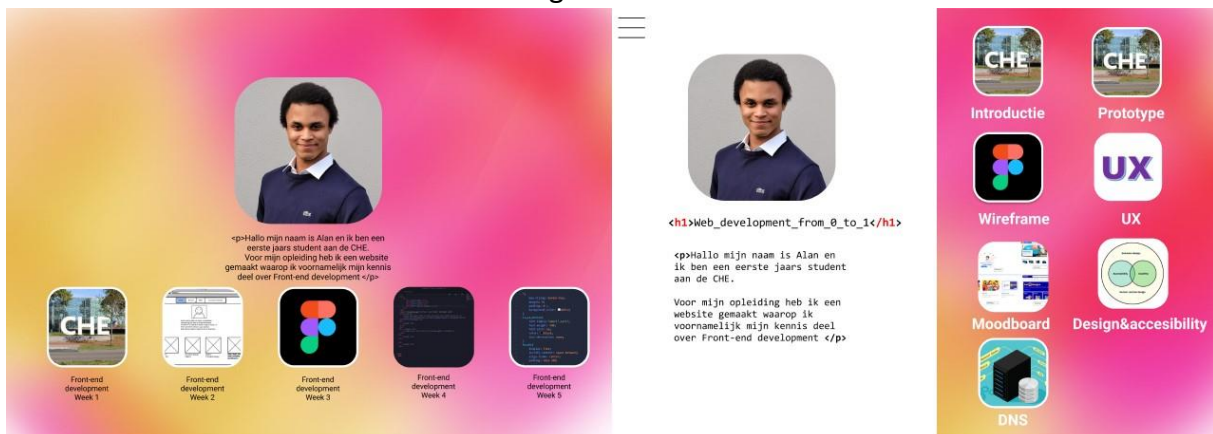 <p>Hallo mijn naam is Alan en ik ben een
eerste jaars student aan de CHE.
Voor mijn opleiding heb ik een website
gemaakt waarop ik voornamelijk mijn kennis
deel over Front-end development </p>
CHE
Front-end
development
Week 1
Front-end
development
Week 2
Front-end
development
Week 3
Front-end
development
Week 4
Front-end
development
Week 5
<h1>Web_development_from_0_to_1</h1>
<p>Hallo mijn naam is Alan en
ik ben een eerste jaars student
aan de CHE.
Voor mijn opleiding heb ik een
website gemaakt waarop ik
voornamelijk mijn kennis deel
over Front-end development </p>
CHE
Introductie
CHE
Prototype
Wireframe
UX
UX
Moodboard
Design&accesibility
DNS